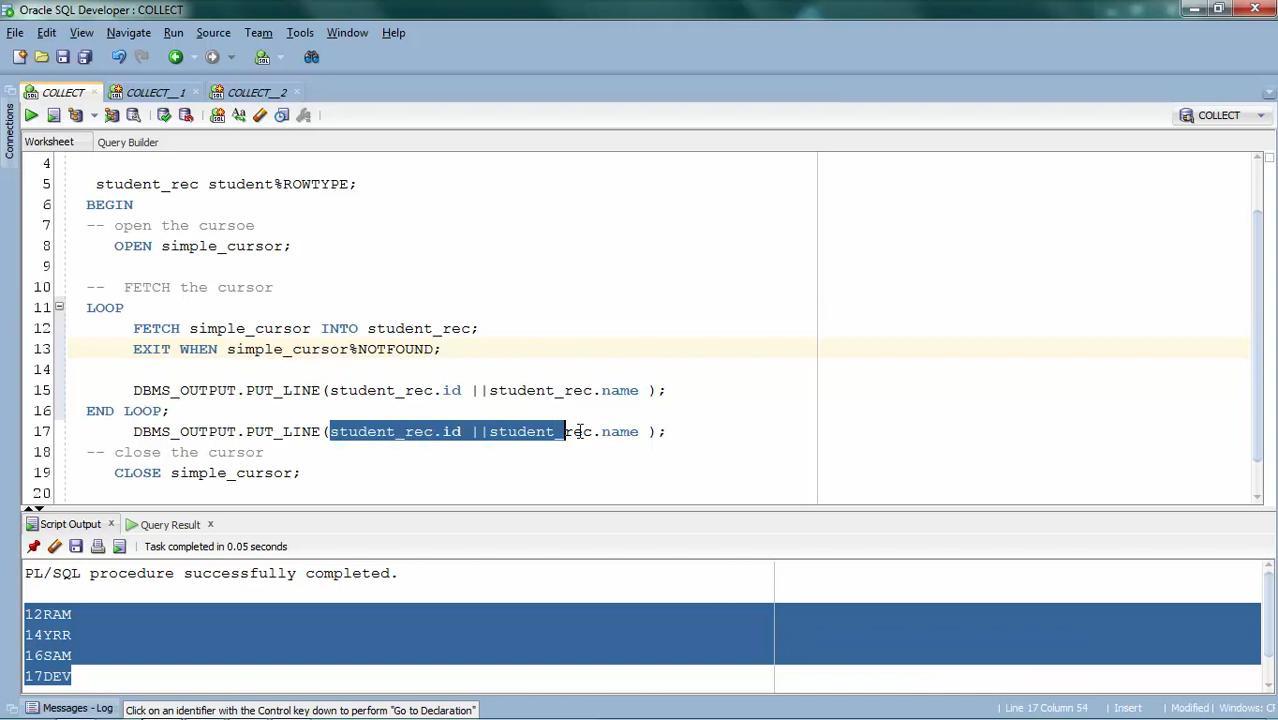 Oracle SQL Developer : COLLECT
File Edit View Navigate Run Source Team Tools Window Help
COLLECT COLLECT__1 COLLECT__2
Connections
COLLECT
Worksheet Query Builder
4
5 student_rec student%ROWTYPE;
6 BEGIN
7 -- open the cursoe
8 OPEN simple_cursor;
9
10 -- FETCH the cursor
11 LOOP
12 FETCH simple_cursor INTO student_rec;
13 EXIT WHEN simple_cursor%NOTFOUND;
14
15 DBMS_OUTPUT.PUT_LINE(student_rec.id ||student_rec.name );
16 END LOOP;
17 DBMS_OUTPUT.PUT_LINE(student_rec.id ||student_rec.name );
18 -- close the cursor
19 CLOSE simple_cursor;
20
Script Output Query Result
Task completed in 0.05 seconds
PL/SQL procedure successfully completed.
12RAM
14YRR
16SAM
17DEV
Messages - Log Click on an identifier with the Control key down to perform "Go to Declaration" Line 17 Column 54 Insert Modified Windows: CF